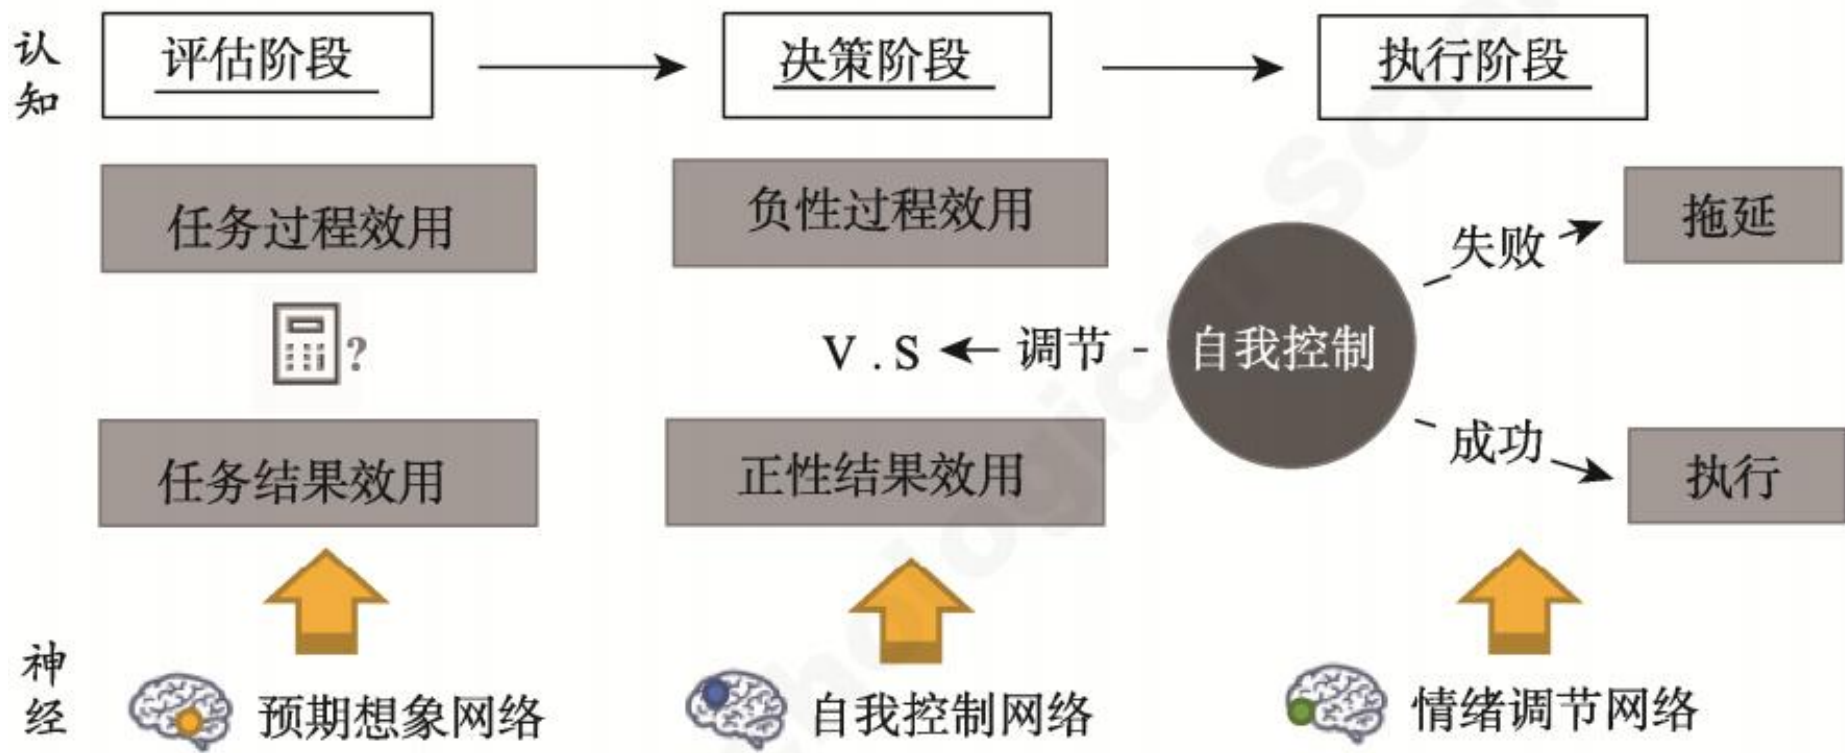 认知
评估阶段
决策阶段
执行阶段
任务过程效用
负性过程效用
拖延
失败
?
V . S
调节
自我控制
成功
任务结果效用
正性结果效用
执行
神经
预期想象网络
自我控制网络
情绪调节网络